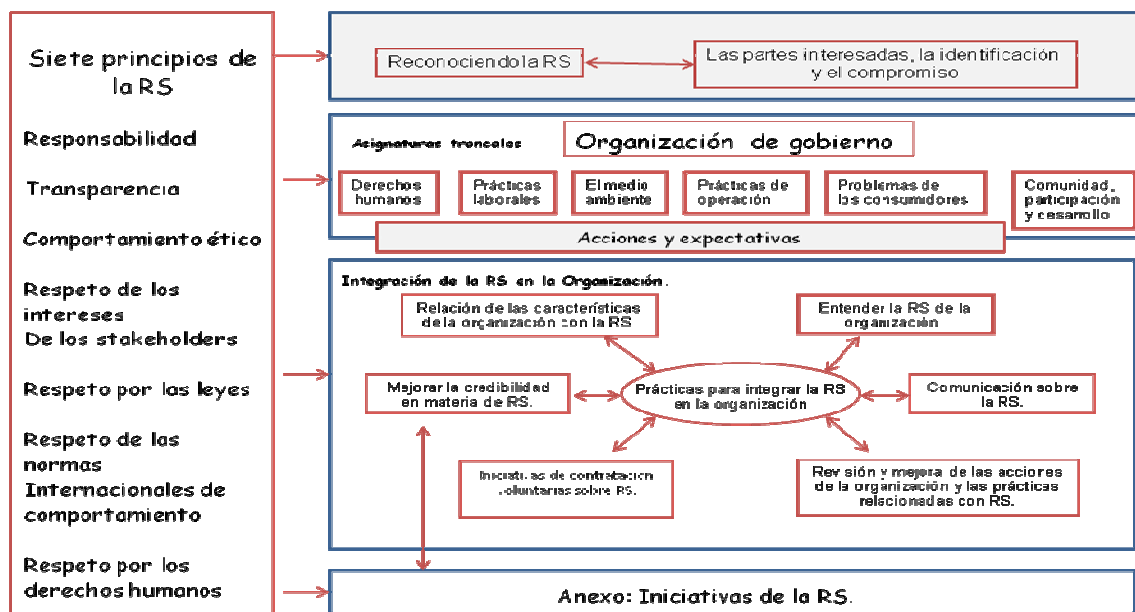 Siete principios de
la RS
Responsabilidad
Transparencia
Comportamiento ético
Respeto de los
intereses
De los stakeholders
Respeto por las leyes
Respeto de las
normas
Internacionales de
comportamiento
Respeto por los
derechos humanos
Reconociendo la RS
Las partes interesadas, la identificación
y el compromiso
Asignaturas troncales
Organización de gobierno
Derechos
humanos
Prácticas
laborales
El medio
ambiente
Prácticas de
operación
Problemas de
los consumidores
Comunidad,
participación
y desarrollo
Acciones y expectativas
Integración de la RS en la Organización.
Relación de las características
de la organización con la RS
Entender la RS de la
organización
Mejorar la credibilidad
en materia de RS.
Prácticas para integrar la RS
en la organización
Comunicación sobre
la RS.
Iniciativas de contratación
voluntarias sobre RS.
Revisión y mejora de las acciones
de la organización y las prácticas
relacionadas con RS.
Anexo: Iniciativas de la RS.